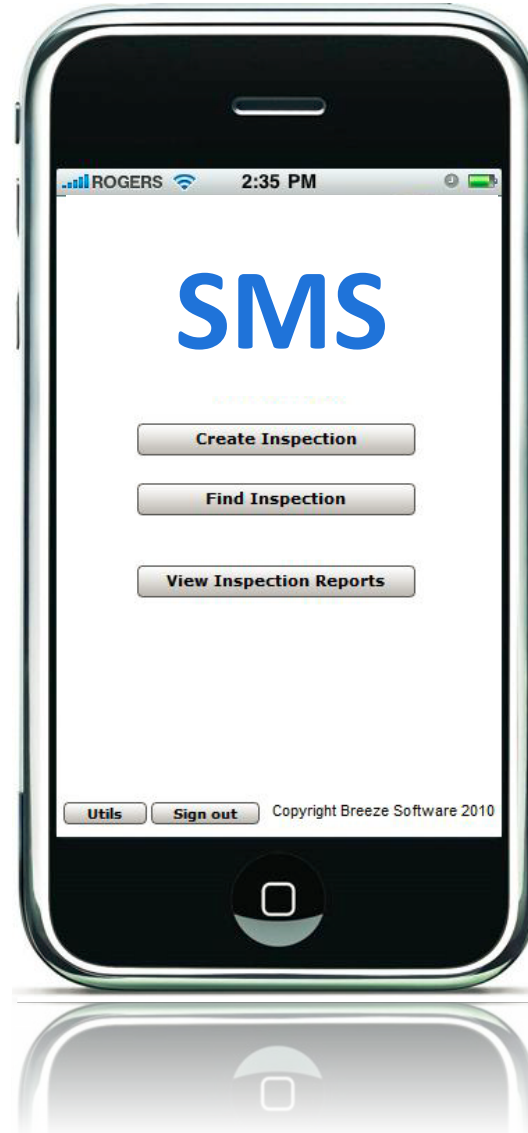 ROGERS 2:35 PM
SMS
Create Inspection
Find Inspection
View Inspection Reports
Utils Sign out Copyright Breeze Software 2010